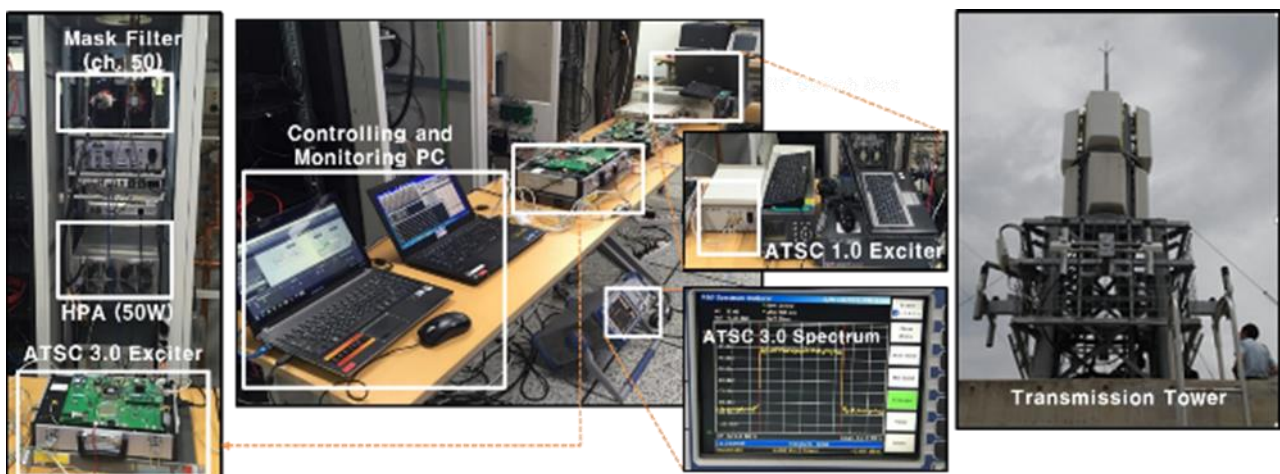 Mask Filter
(ch. 50)
HPA (50W)
ATSC 3.0 Exciter
Controlling and
Monitoring PC
ATSC 1.0 Exciter
ATSC 3.0 Spectrum
Transmission Tower